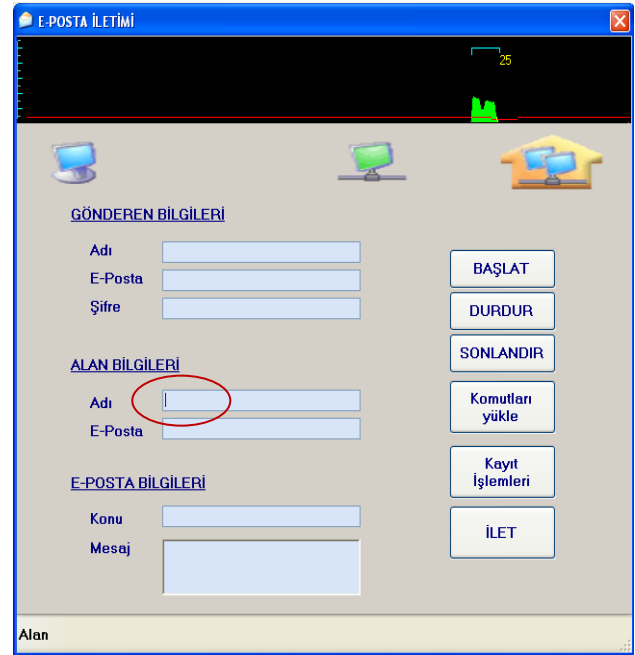 E-POSTA İLETİMİ
25
GÖNDEREN BİLGİLERİ
Adı
E-Posta
Şifre
BAŞLAT
DURDUR
SONLANDIR
ALAN BİLGİLERİ
Adı
E-Posta
Komutları
yükle
Kayıt
İşlemleri
E-POSTA BİLGİLERİ
Konu
Mesaj
İLET
Alan